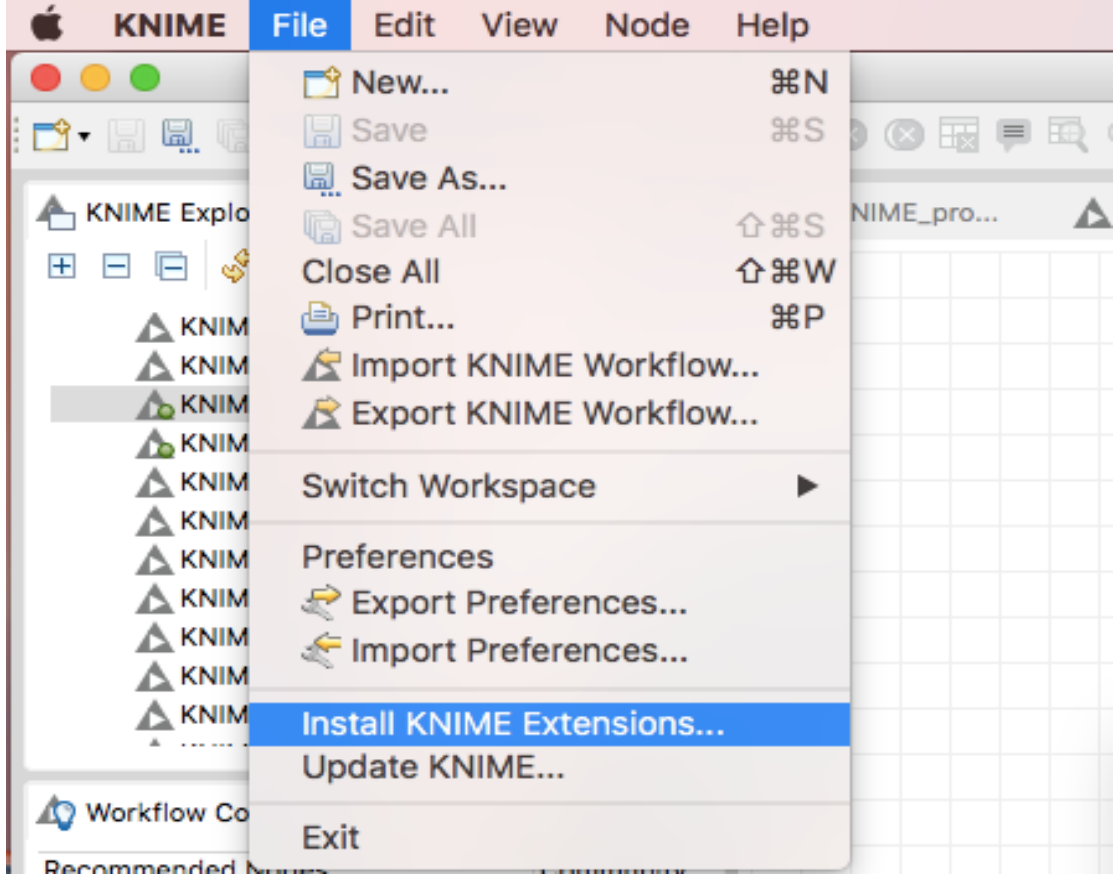 KNIME File Edit View Node Help
New... ⌘N
Save ⌘S
Save As...
Save All ⇧⌘S
Close All ⇧⌘W
Print... ⌘P
Import KNIME Workflow...
Export KNIME Workflow...
Switch Workspace
Preferences
Export Preferences...
Import Preferences...
Install KNIME Extensions...
Update KNIME...
Exit
KNIME Explo
KNIM
KNIM
KNIM
KNIM
KNIM
KNIM
KNIM
KNIM
KNIM
KNIM
KNIM
Workflow Co
Recommended
NIME_pro...